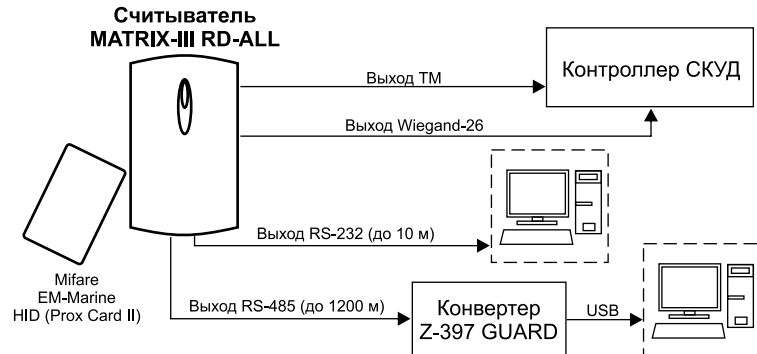 Считыватель
MATRIX-III RD-ALL
Выход TM
Контроллер СКУД
Выход Wiegand-26
Выход RS-232 (до 10 м)
Mifare
EM-Marine
HID (Prox Card II)
Выход RS-485 (до 1200 м)
Конвертер
Z-397 GUARD
USB